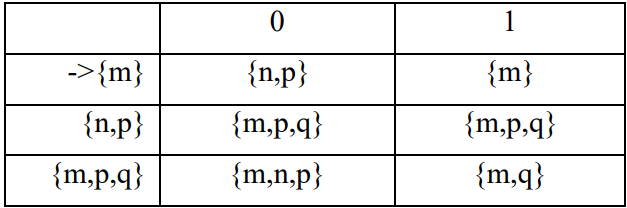 0 1
->{m} {n,p} {m}
{n,p} {m,p,q} {m,p,q}
{m,p,q} {m,n,p} {m,q}